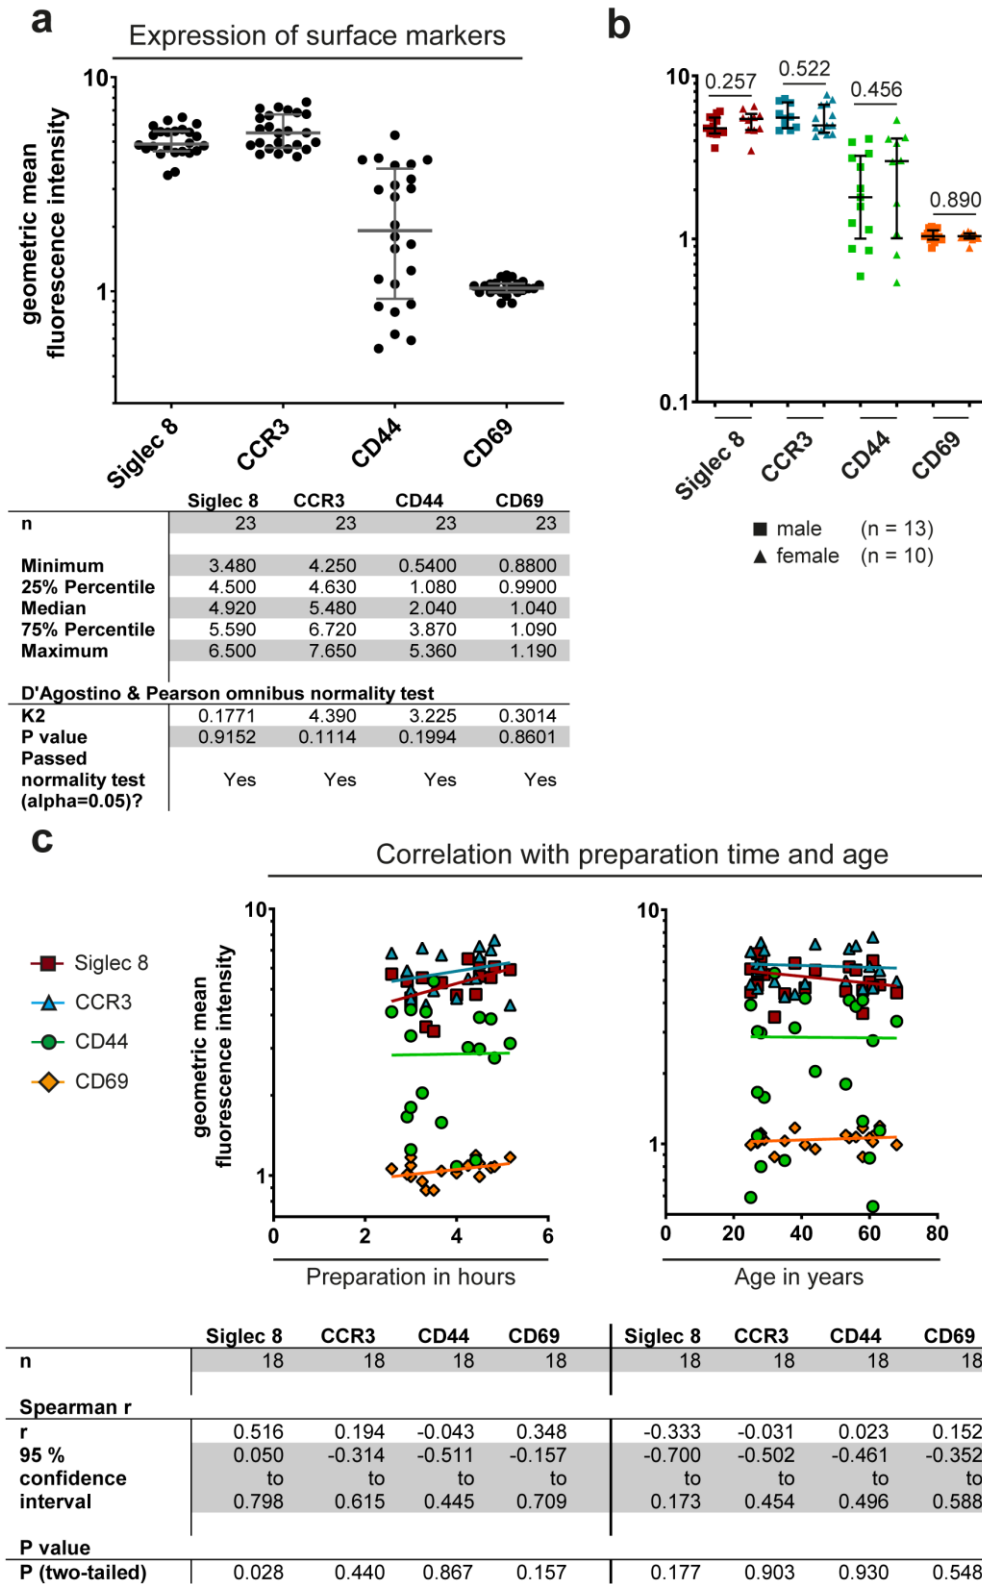 a
Expression of surface markers
10
1
geometric mean
fluorescence intensity
Siglec 8
CCR3
CD44
CD69
b
10
1
0.1
0.257
0.522
0.456
0.890
Siglec 8
CCR3
CD44
CD69
male (n = 13)
female (n = 10)
Siglec 8 CCR3 CD44 CD69
n 23 23 23 23
Minimum 3.480 4.250 0.5400 0.8800
25% Percentile 4.500 4.630 1.080 0.9900
Median 4.920 5.480 2.040 1.040
75% Percentile 5.590 6.720 3.870 1.090
Maximum 6.500 7.650 5.360 1.190
D'Agostino & Pearson omnibus normality test
K2 0.1771 4.390 3.225 0.3014
P value 0.9152 0.1114 0.1994 0.8601
Passed
normality test Yes Yes Yes Yes
(alpha=0.05)?
c
Correlation with preparation time and age
Siglec 8
CCR3
CD44
CD69
geometric mean
fluorescence intensity
10
1
0 2 4 6
Preparation in hours
10
1
0 20 40 60 80
Age in years
Siglec 8 CCR3 CD44 CD69 Siglec 8 CCR3 CD44 CD69
n 18 18 18 18 18 18 18 18
Spearman r
r 0.516 0.194 -0.043 0.348 -0.333 -0.031 0.023 0.152
95 % 0.050 -0.314 -0.511 -0.157 -0.700 -0.502 -0.461 -0.352
confidence to to to to to to to to
interval 0.798 0.615 0.445 0.709 0.173 0.454 0.496 0.588
P value
P (two-tailed) 0.028 0.440 0.867 0.157 0.177 0.903 0.930 0.548